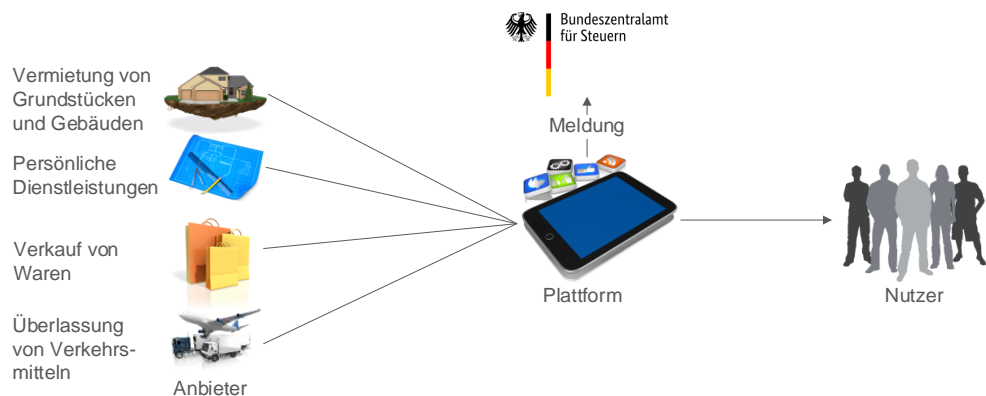 Bundeszentralamt
für Steuern
Vermietung von
Grundstücken
und Gebäuden
Meldung
Persönliche
Dienstleistungen
Verkauf von
Waren
Plattform
Nutzer
Überlassung
von Verkehrs-
mitteln
Anbieter